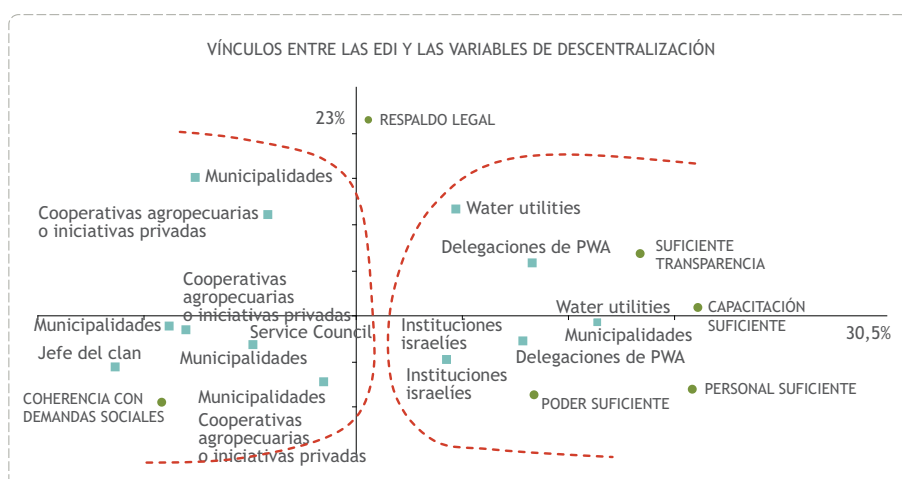 VÍNCULOS ENTRE LAS EDI Y LAS VARIABLES DE DESCENTRALIZACIÓN
23%
RESPALDO LEGAL
Municipalidades
Cooperativas agropecuarias
o iniciativas privadas
Water utilities
Delegaciones de PWA
SUFICIENTE
TRANSPARENCIA
Cooperativas
agropecuarias
o iniciativas privadas
Water utilities
CAPACITACIÓN
SUFICIENTE
Municipalidades
Service Council
Instituciones
israelíes
Municipalidades
30,5%
Jefe del clan
Municipalidades
Delegaciones de PWA
Instituciones
israelíes
COHERENCIA CON
DEMANDAS SOCIALES
Municipalidades
PODER SUFICIENTE
PERSONAL SUFICIENTE
Cooperativas
agropecuarias
o iniciativas privadas